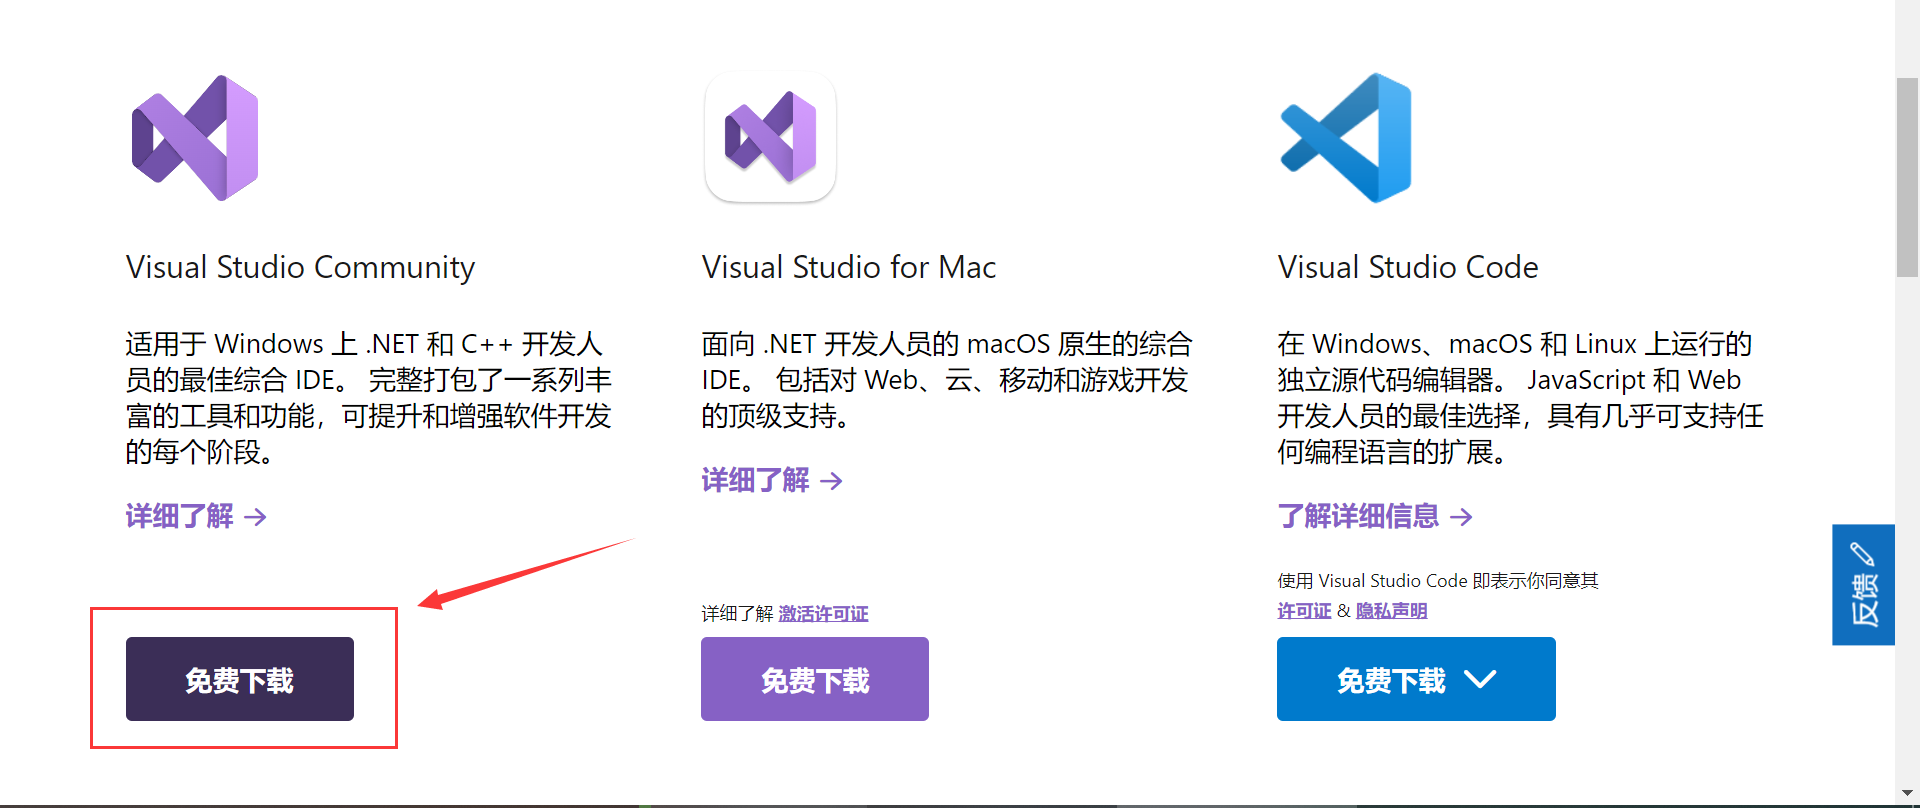 Visual Studio Community
适用于 Windows 上 .NET 和 C++ 开发人
员的最佳综合 IDE。 完整打包了一系列丰
富的工具和功能，可提升和增强软件开发
的每个阶段。
详细了解 →
免费下载
Visual Studio for Mac
面向 .NET 开发人员的 macOS 原生的综合
IDE。 包括对 Web、云、移动和游戏开发
的顶级支持。
详细了解 →
详细了解 激活许可证
免费下载
Visual Studio Code
在 Windows、macOS 和 Linux 上运行的
独立源代码编辑器。 JavaScript 和 Web
开发人员的最佳选择，具有几乎可支持任
何编程语言的扩展。
了解详细信息 →
使用 Visual Studio Code 即表示你同意其
许可证 & 隐私声明
免费下载
反馈